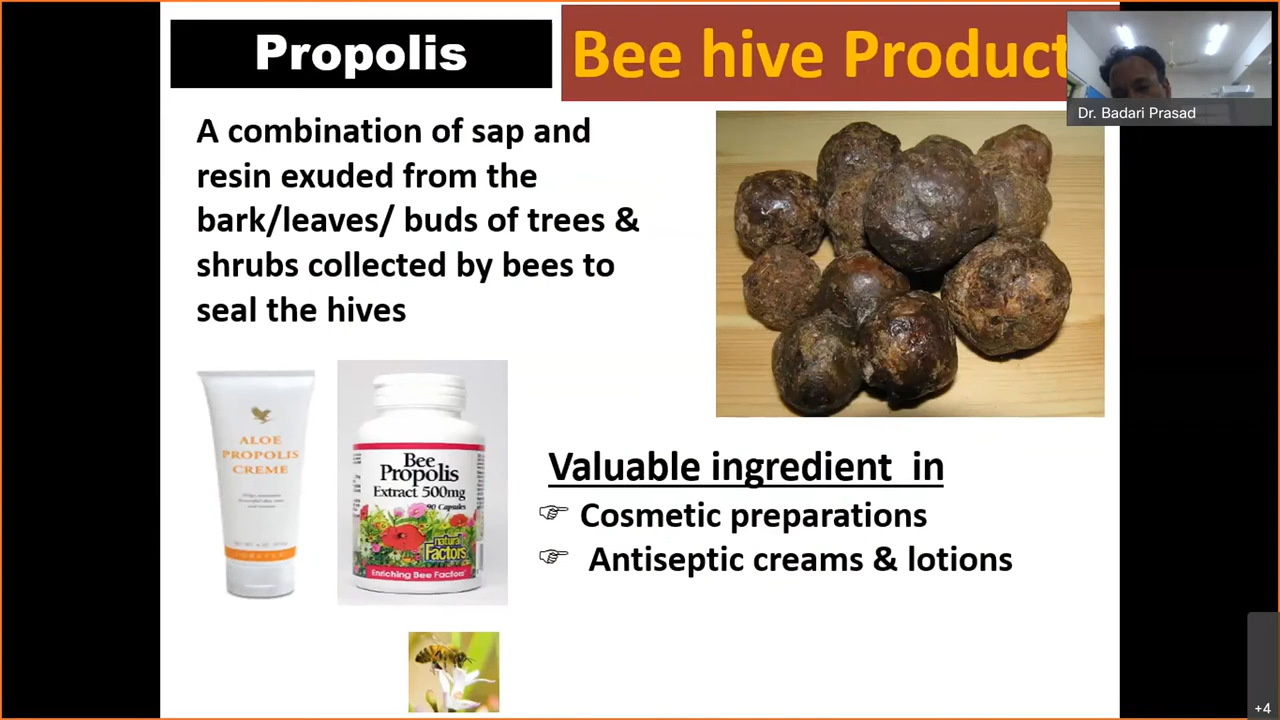 Propolis
Bee hive Product
Dr. Badari Prasad
A combination of sap and
resin exuded from the
bark/leaves/ buds of trees &
shrubs collected by bees to
seal the hives
ALOE
PROPOLIS
CREME
Bee
Propolis
Extract 500mg
90 Capsules
natural
Factors
Enriching Bee Factors
Valuable ingredient in
Cosmetic preparations
Antiseptic creams & lotions
+4